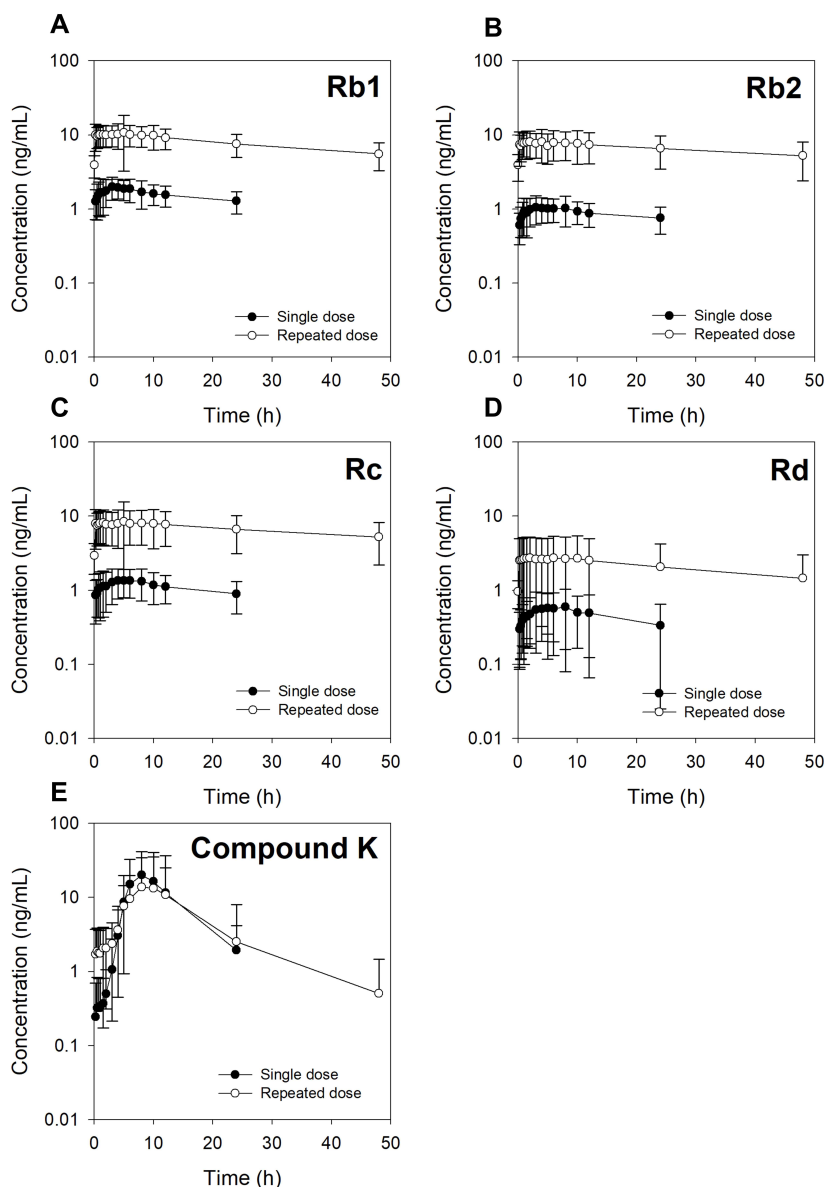 A
Rb1
Concentration (ng/mL)
100
10
1
0.1
0.01
Single dose
Repeated dose
0 10 20 30 40 50
Time (h)
B
Rb2
Concentration (ng/mL)
100
10
1
0.1
0.01
Single dose
Repeated dose
0 10 20 30 40 50
Time (h)
C
Rc
Concentration (ng/mL)
100
10
1
0.1
0.01
Single dose
Repeated dose
0 10 20 30 40 50
Time (h)
D
Rd
Concentration (ng/mL)
100
10
1
0.1
0.01
Single dose
Repeated dose
0 10 20 30 40 50
Time (h)
E
Compound K
Concentration (ng/mL)
100
10
1
0.1
0.01
Single dose
Repeated dose
0 10 20 30 40 50
Time (h)